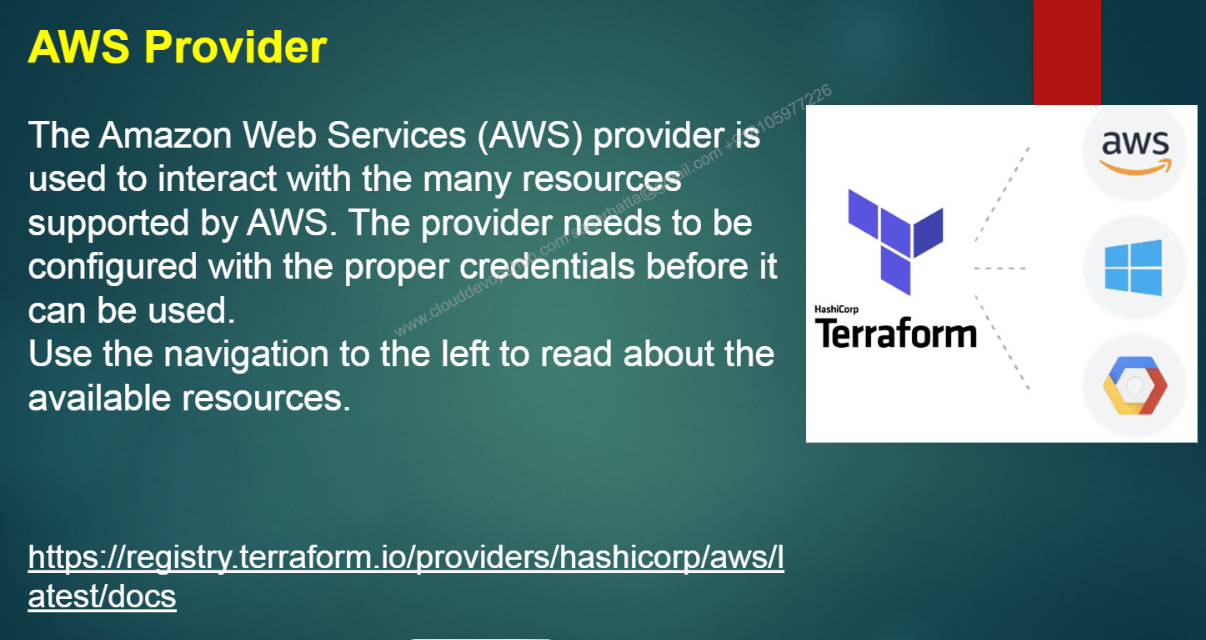 AWS Provider
The Amazon Web Services (AWS) provider is
used to interact with the many resources
supported by AWS. The provider needs to be
configured with the proper credentials before it
can be used.
Use the navigation to the left to read about the
available resources.
aws
HashiCorp
Terraform
https://registry.terraform.io/providers/hashicorp/aws/l
atest/docs